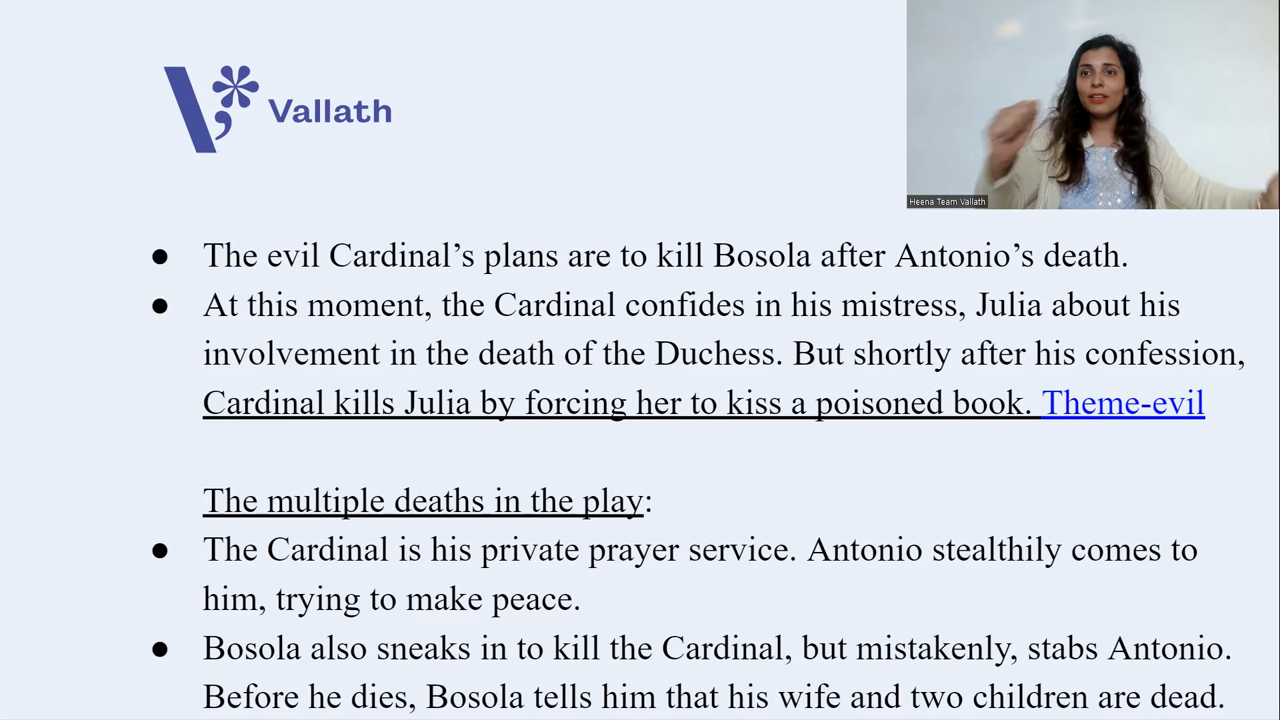 Vallath
Heena Team Vallath
● The evil Cardinal’s plans are to kill Bosola after Antonio’s death.
● At this moment, the Cardinal confides in his mistress, Julia about his
involvement in the death of the Duchess. But shortly after his confession,
Cardinal kills Julia by forcing her to kiss a poisoned book. Theme-evil
The multiple deaths in the play:
● The Cardinal is his private prayer service. Antonio stealthily comes to
him, trying to make peace.
● Bosola also sneaks in to kill the Cardinal, but mistakenly, stabs Antonio.
Before he dies, Bosola tells him that his wife and two children are dead.